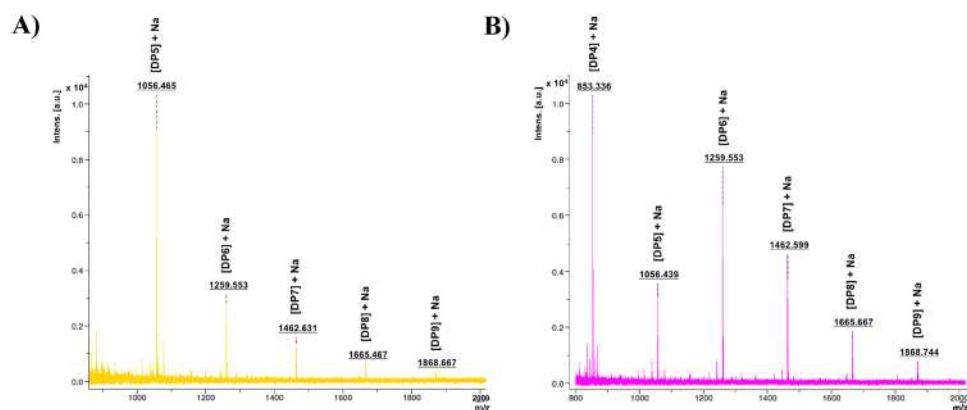 A)
[DP5] + Na
1056.465
x 10⁴
Intens. [a.u.]
1.0
0.8
0.6
0.4
0.2
0.0
[DP6] + Na
1259.553
[DP7] + Na
1462.631
[DP8] + Na
1665.467
[DP9] + Na
1868.667
1000
1200
1400
1600
1800
2000
m/z
B)
[DP4] + Na
853.336
x 10⁴
Intens. [a.u.]
1.0
0.8
0.6
0.4
0.2
0.0
[DP5] + Na
1056.439
[DP6] + Na
1259.553
[DP7] + Na
1462.599
[DP8] + Na
1665.667
[DP9] + Na
1868.744
800
1000
1200
1400
1600
1800
2000
m/z